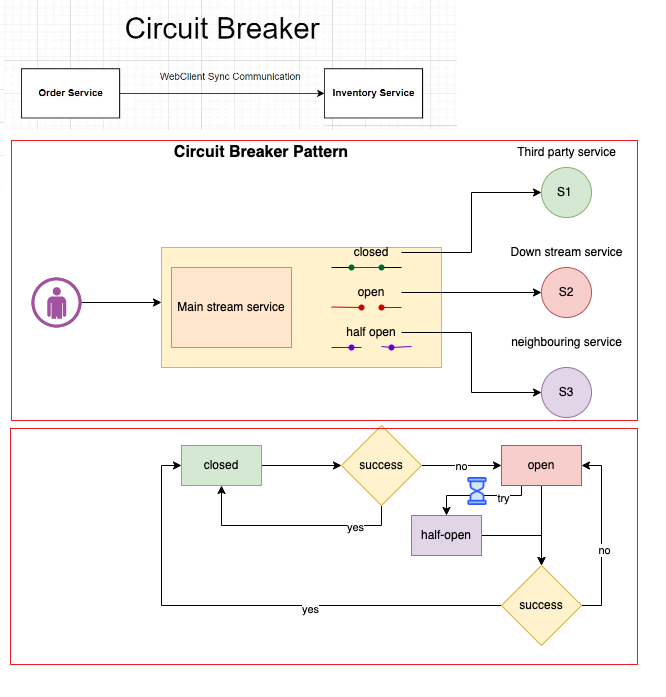 Circuit Breaker
WebClient Sync Communication
Order Service
Inventory Service
Circuit Breaker Pattern
Third party service
S1
closed
Down stream service
open
S2
Main stream service
half open
neighbouring service
S3
closed
success
no
open
try
yes
half-open
no
success
yes